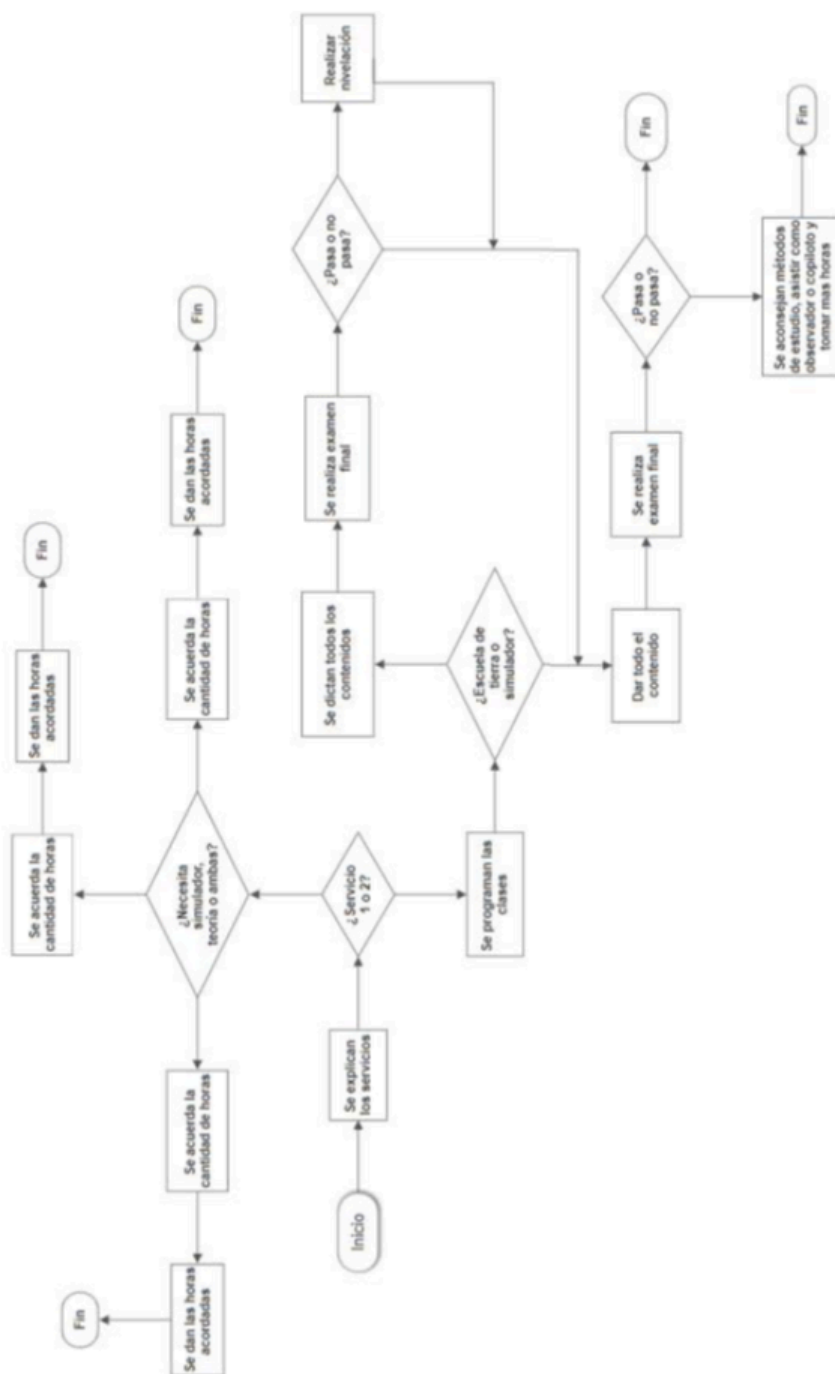 Se acuerda la
cantidad de horas
Se dan las horas
acordadas
Fin
Fin
Se dan las horas
acordadas
Se acuerda la
cantidad de horas
¿Necesita
simulador,
teoría o ambas?
Se acuerda la
cantidad de horas
Se dan las horas
acordadas
Fin
Inicio
Se explican
los servicios
¿Servicio
1 o 2?
Se dictan todos los
contenidos
Se realiza examen
final
¿Pasa o no
pasa?
Realizar
nivelación
Se programan las
clases
¿Escuela de
tierra o
simulador?
Dar todo el
contenido
Se realiza
examen final
¿Pasa o
no pasa?
Fin
Se aconsejan métodos
de estudio, asistir como
observador o copiloto y
tomar mas horas
Fin